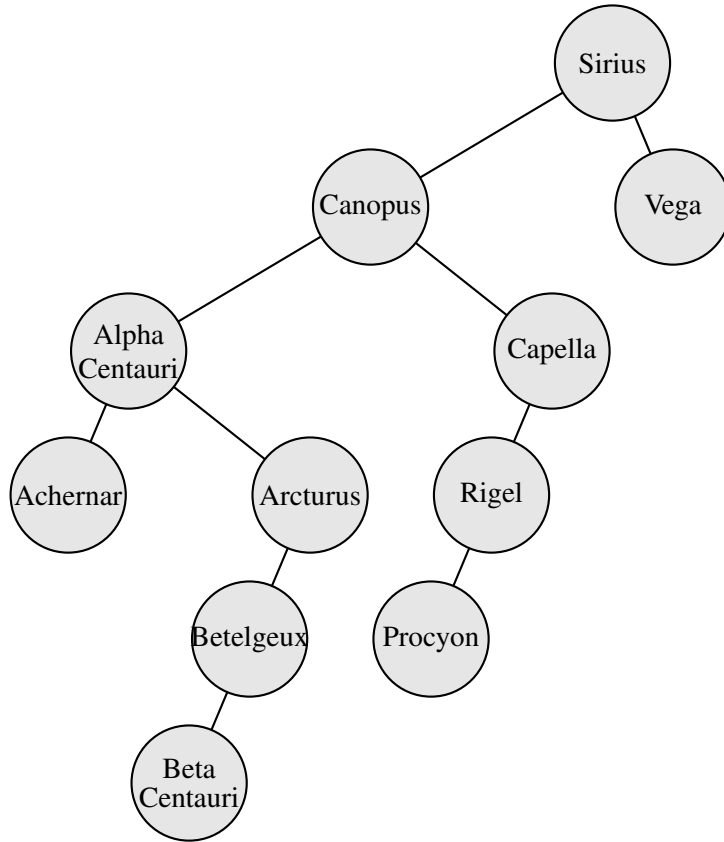 Sirius
Canopus
Vega
Alpha
Centauri
Capella
Achernar
Arcturus
Rigel
Betelgeux
Procyon
Beta
Centauri